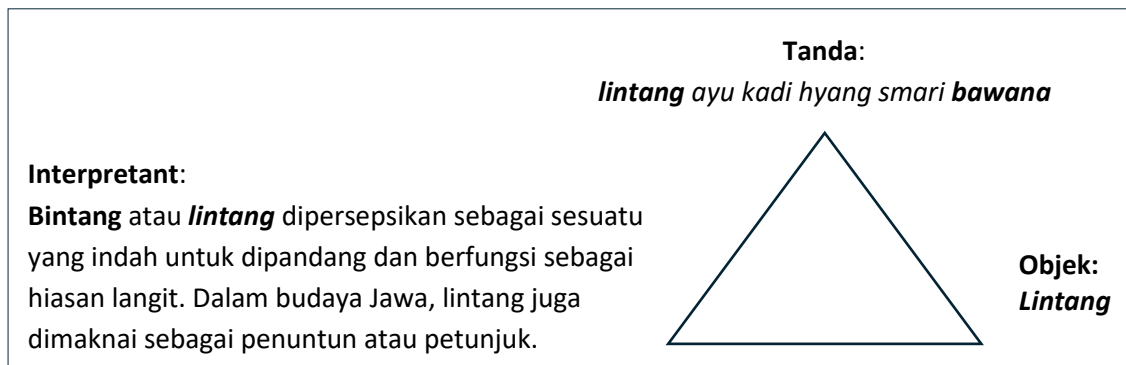 Tanda:
lintang ayu kadi hyang smari bawana
Interpretant:
Bintang atau lintang dipersepsikan sebagai sesuatu
yang indah untuk dipandang dan berfungsi sebagai
hiasan langit. Dalam budaya Jawa, lintang juga
dimaknai sebagai penuntun atau petunjuk.
Objek:
Lintang